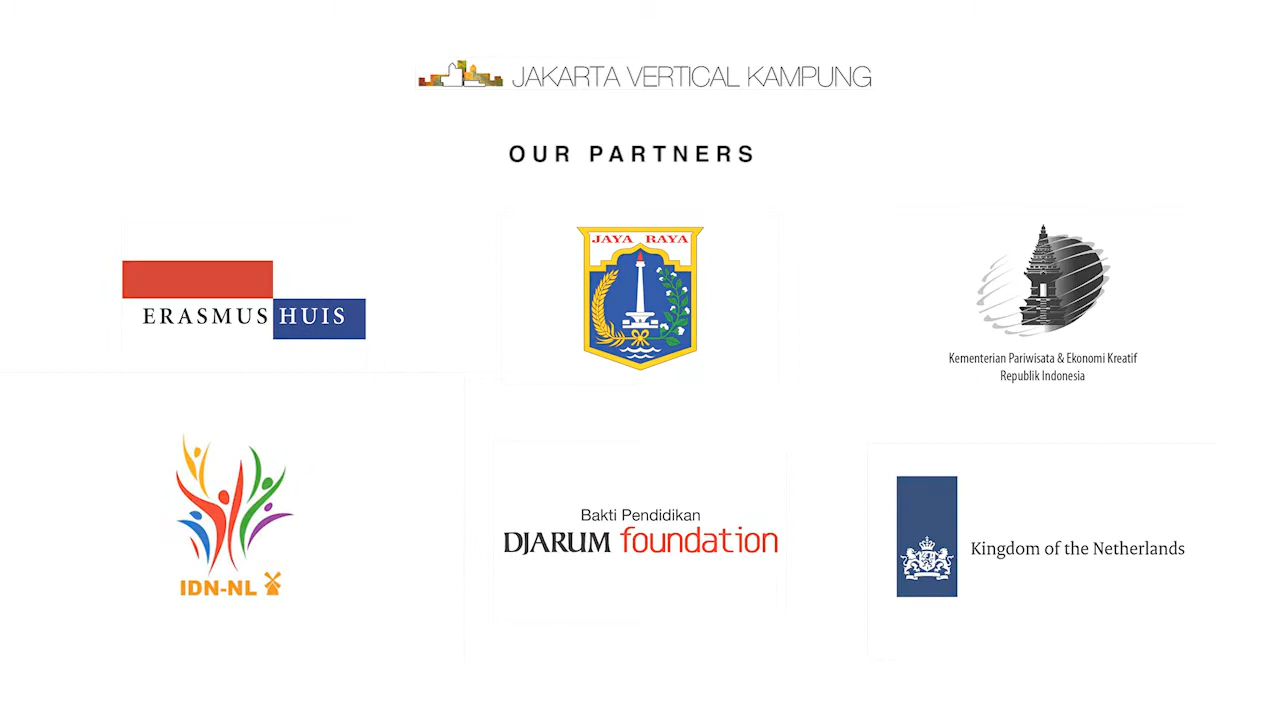 JAKARTA VERTICAL KAMPUNG
OUR PARTNERS
ERASMUS HUIS
JAYA RAYA
Kementerian Pariwisata & Ekonomi Kreatif
Republik Indonesia
IDN-NL
Bakti Pendidikan
DJARUM foundation
Kingdom of the Netherlands